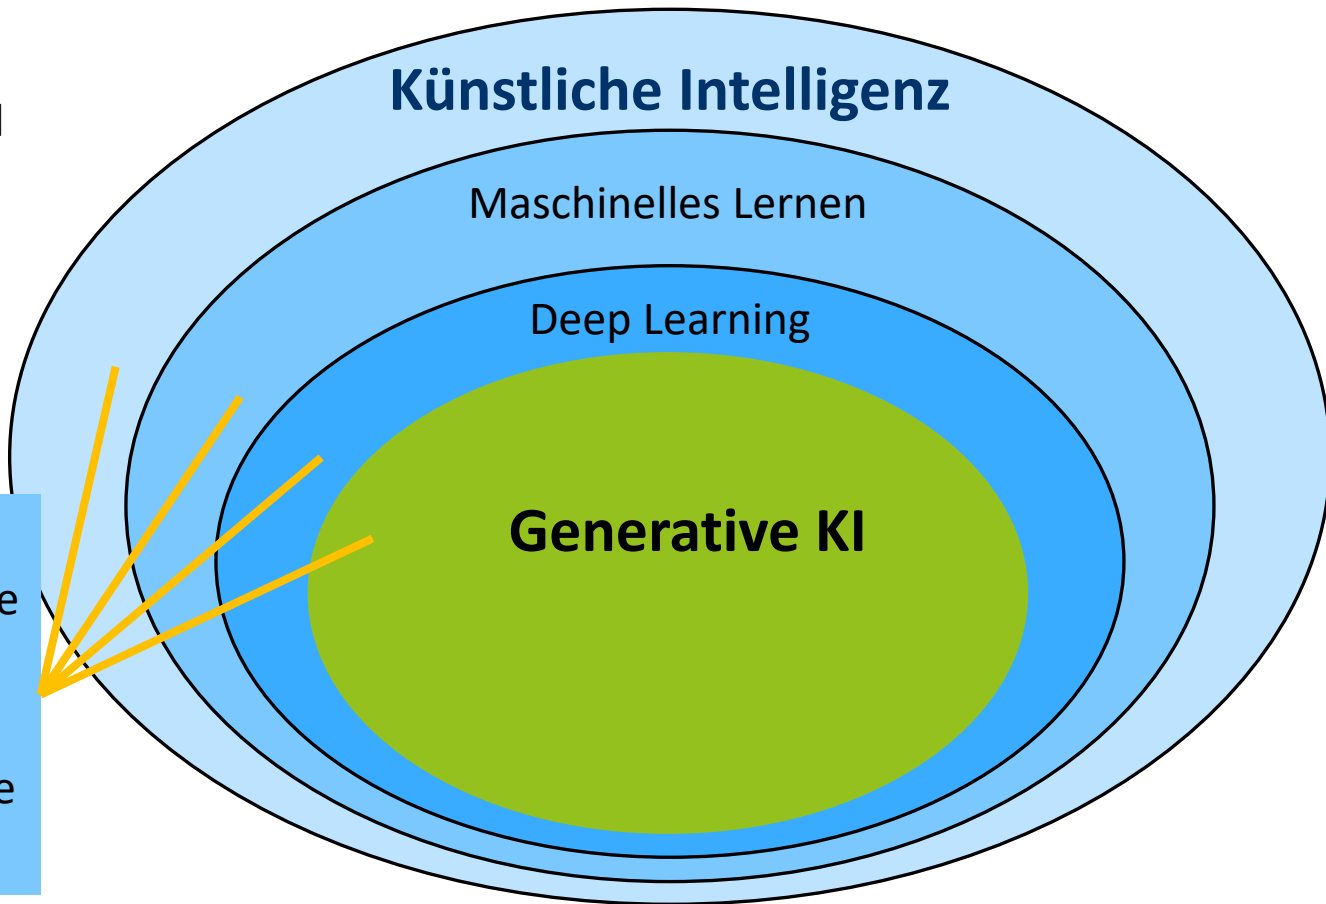 Künstliche Intelligenz
Maschinelles Lernen
Deep Learning
Generative KI
e
e